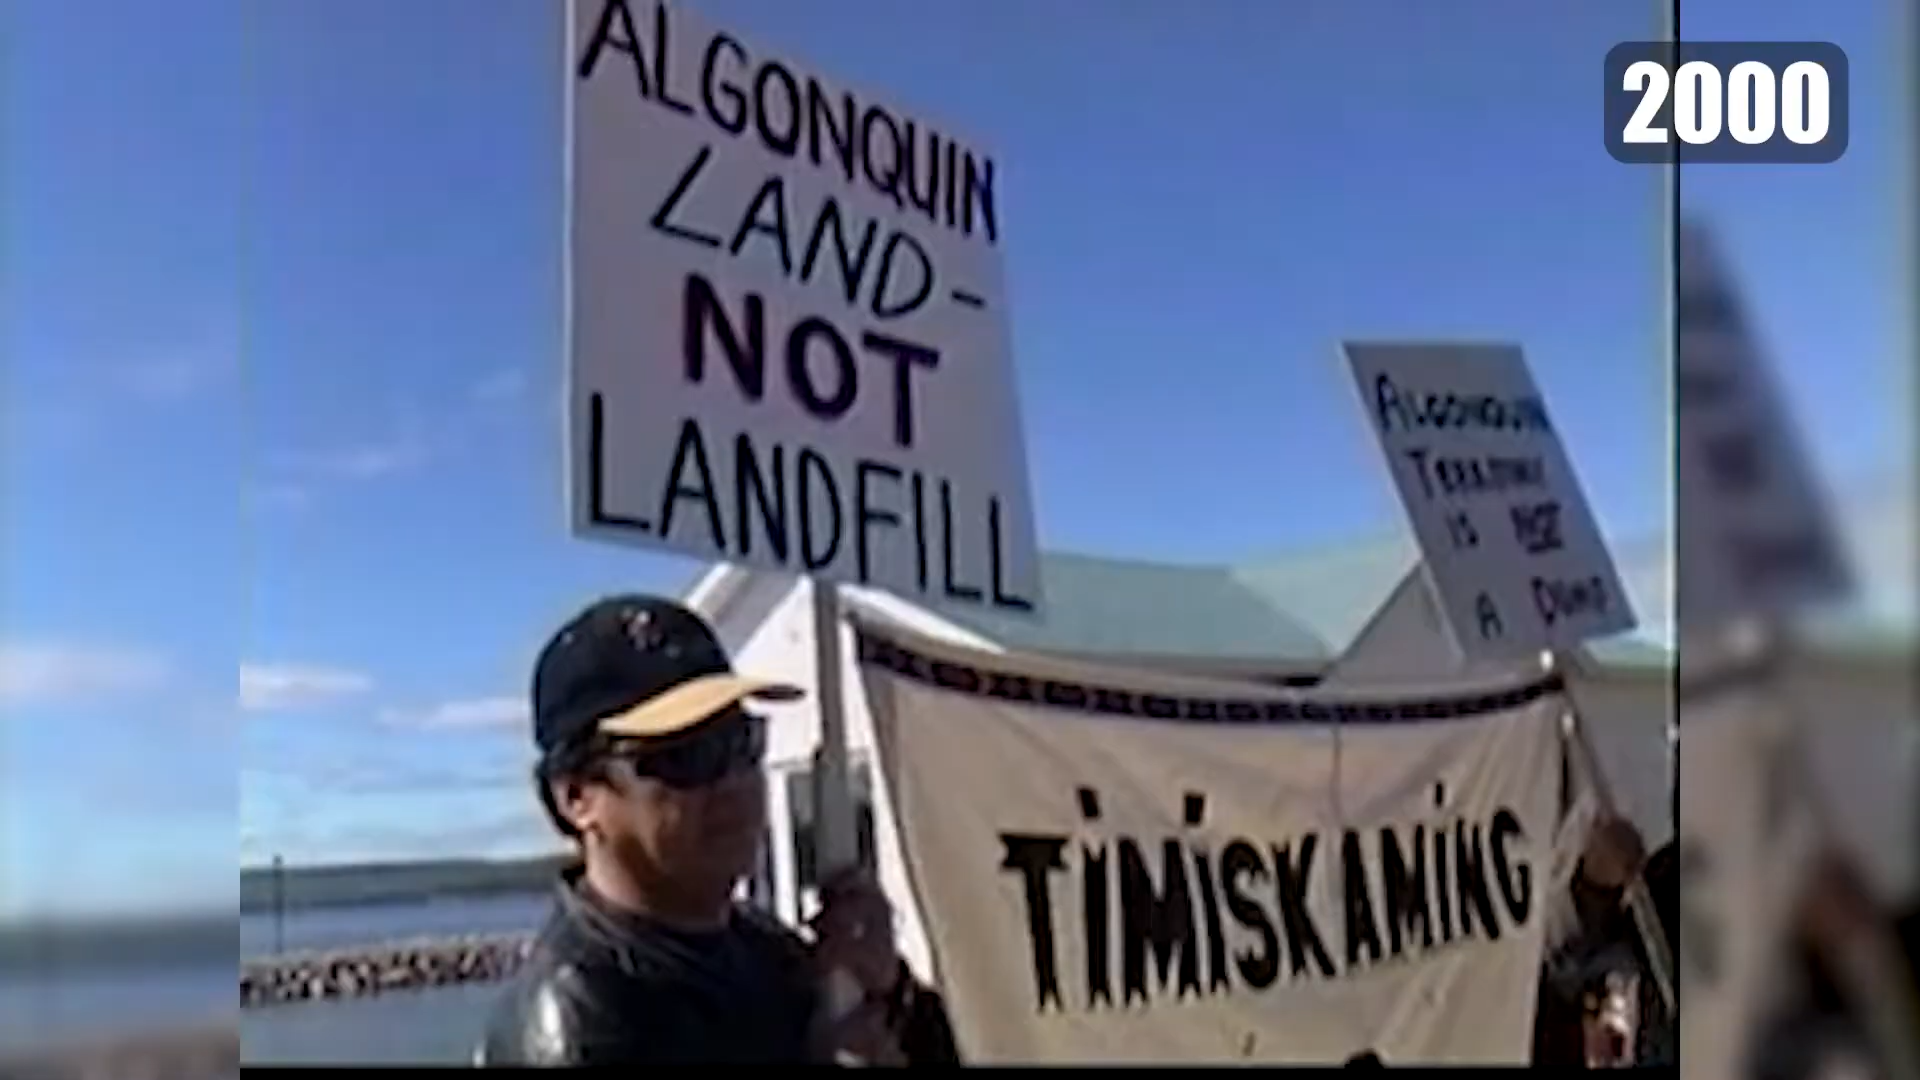 2000
ALGONQUIN
LAND-
NOT
LANDFILL
ALGONQUIN
TERRITORY
IS NOT
A DUMP
TiMiSKAMiNG